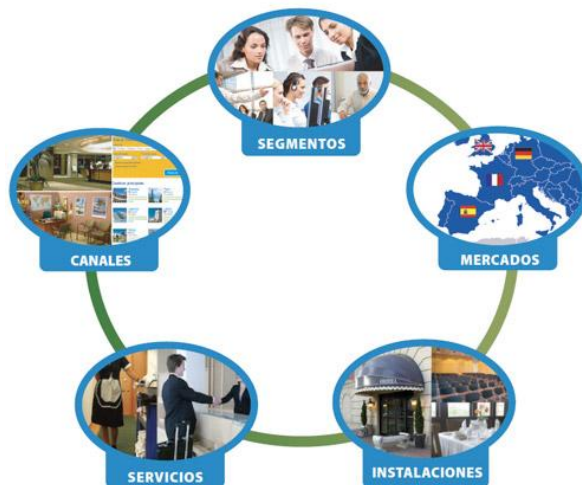 SEGMENTOS
CANALES
MERCADOS
SERVICIOS
INSTALACIONES